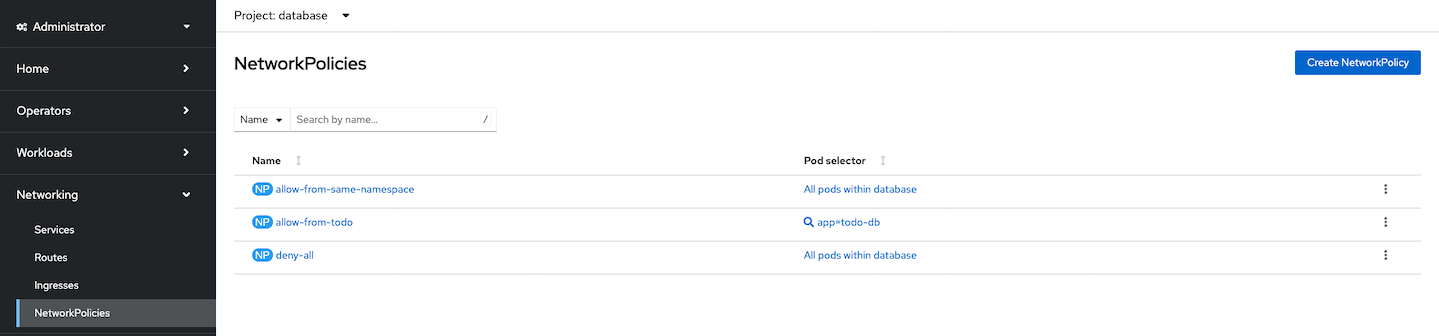 Administrator
Home
Operators
Workloads
Networking
Services
Routes
Ingresses
NetworkPolicies
Project: database
NetworkPolicies
Create NetworkPolicy
Name Search by name... /
Name Pod selector
NP allow-from-same-namespace All pods within database
NP allow-from-todo app=todo-db
NP deny-all All pods within database